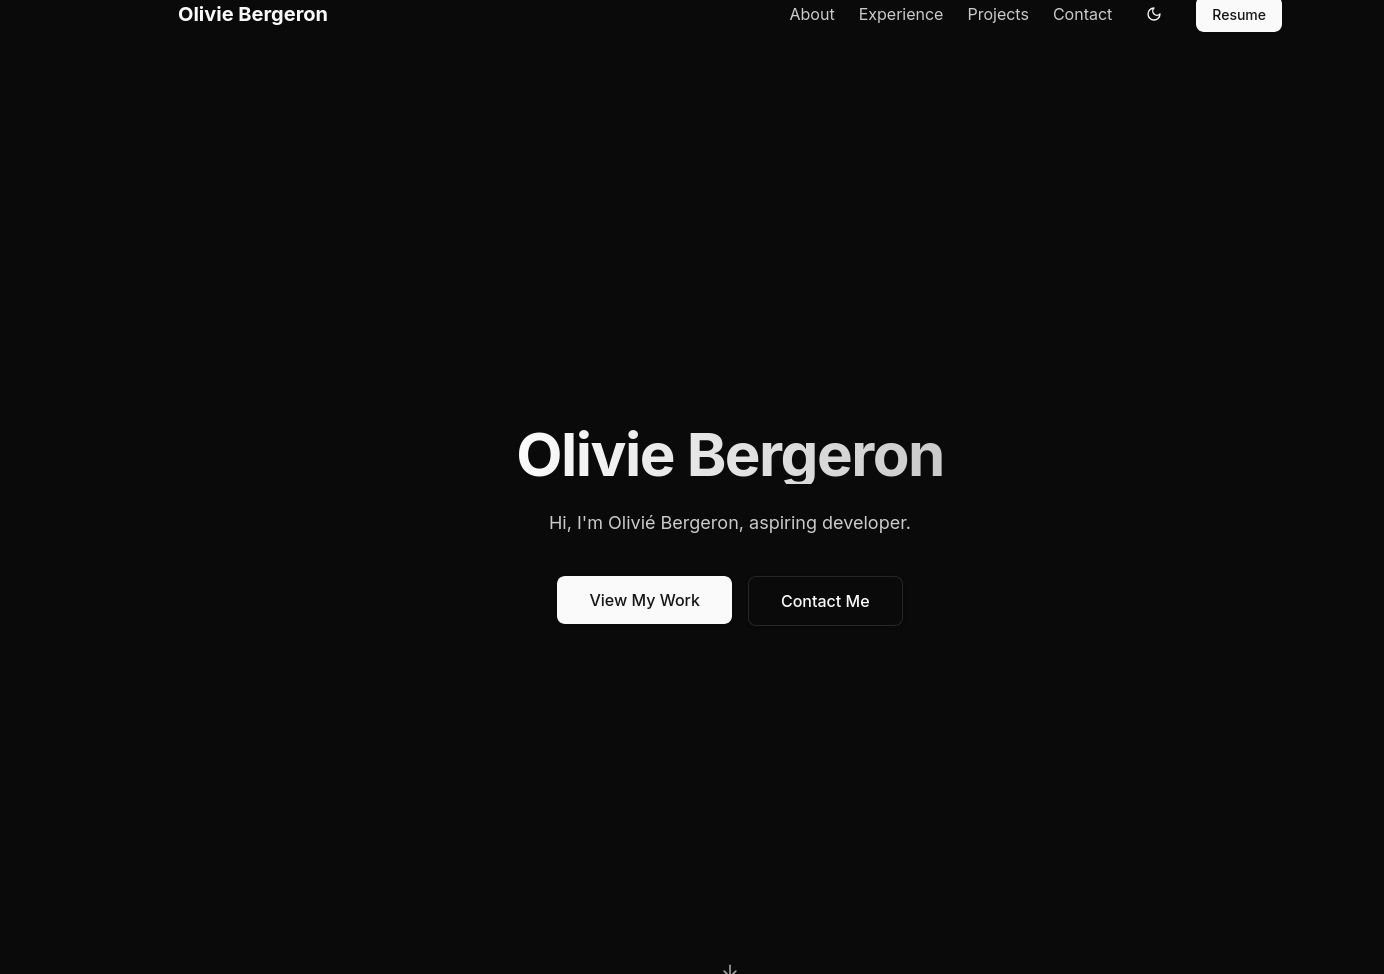 Olivie Bergeron
About Experience Projects Contact Resume
Olivie Bergeron
Hi, I'm Olivié Bergeron, aspiring developer.
View My Work Contact Me